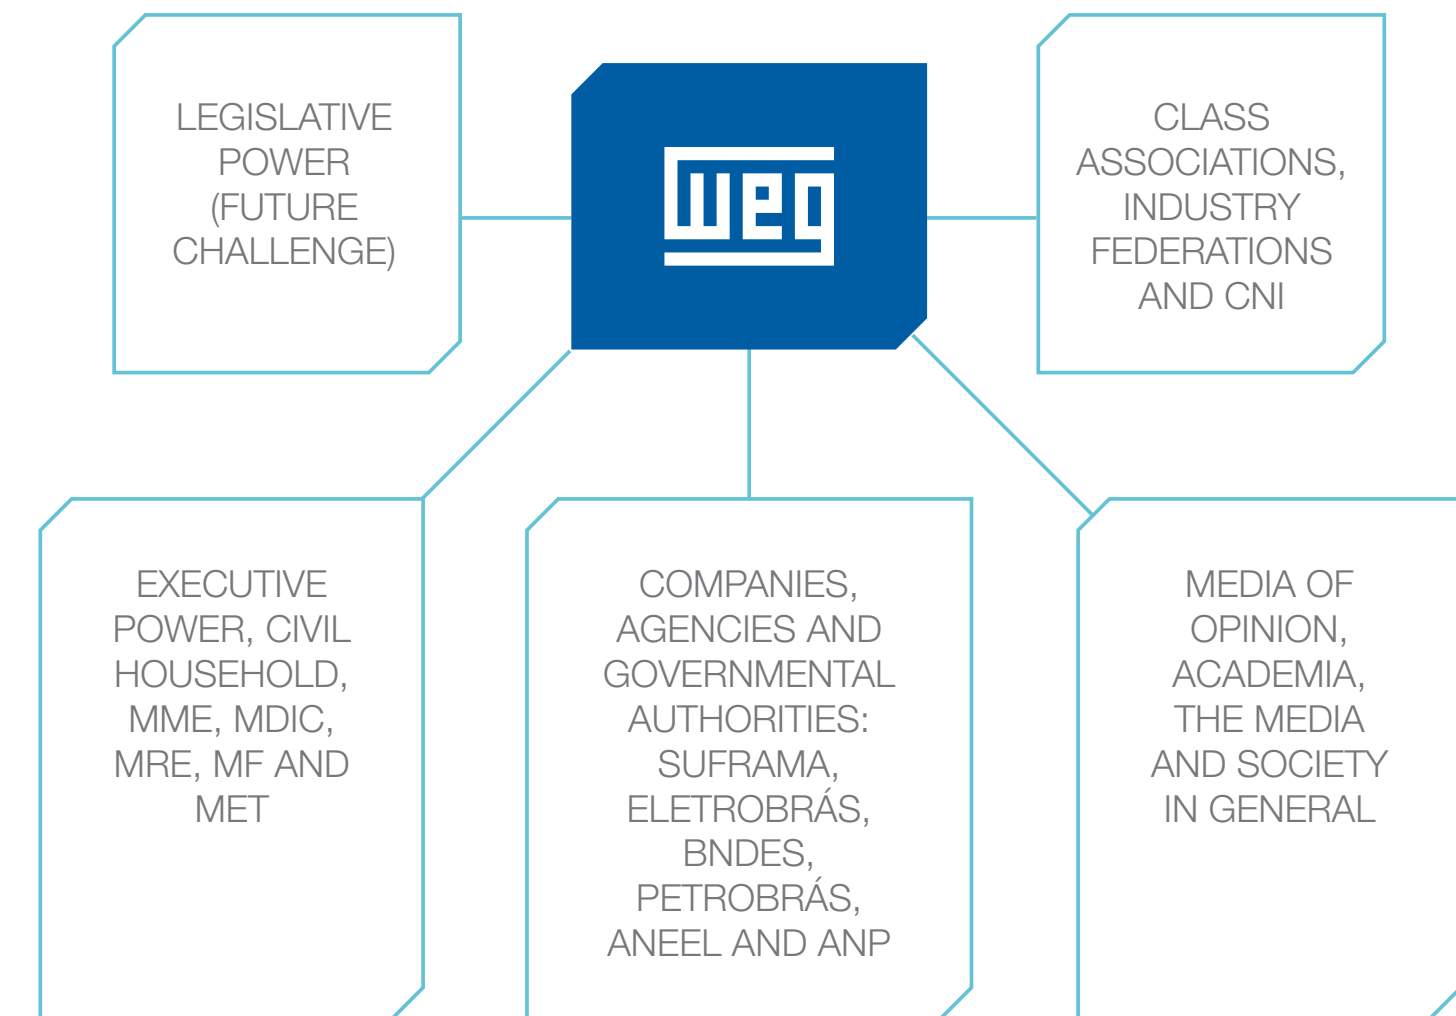 LEGISLATIVE
POWER
(FUTURE
CHALLENGE)
weg
CLASS
ASSOCIATIONS,
INDUSTRY
FEDERATIONS
AND CNI
EXECUTIVE
POWER, CIVIL
HOUSEHOLD,
MME, MDIC,
MRE, MF AND
MET
COMPANIES,
AGENCIES AND
GOVERNMENTAL
AUTHORITIES:
SUFRAMA,
ELETROBRÁS,
BNDES,
PETROBRÁS,
ANEEL AND ANP
MEDIA OF
OPINION,
ACADEMIA,
THE MEDIA
AND SOCIETY
IN GENERAL